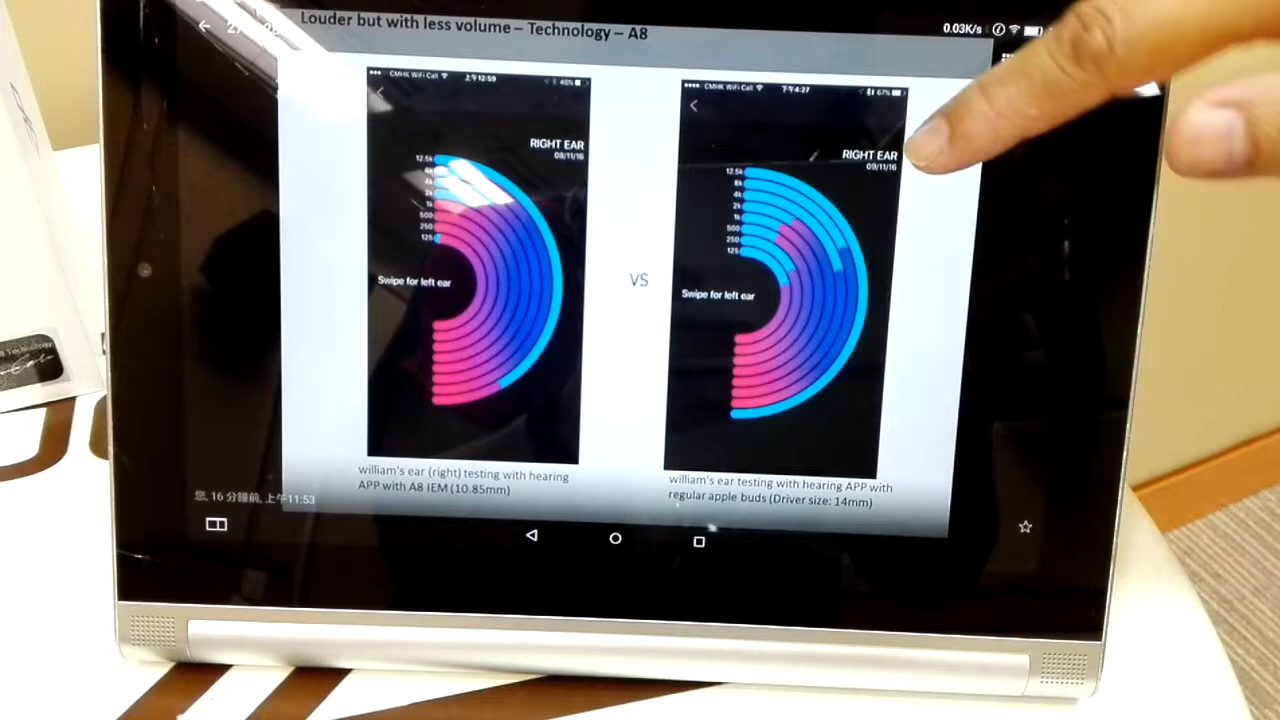 Louder but with less volume – Technology – A8
0.03K/s
CMHK WiFi Call
上午12:59
40%
RIGHT EAR
08/11/16
12.5k
8k
4k
2k
1k
500
250
125
Swipe for left ear
VS
CMHK WiFi Call
下午4:27
67%
RIGHT EAR
09/11/16
12.5k
8k
4k
2k
1k
500
250
125
Swipe for left ear
william's ear (right) testing with hearing
APP with A8 IEM (10.85mm)
william's ear testing with hearing APP with
regular apple buds (Driver size: 14mm)
您, 16 分鐘前, 上午11:53
Technology